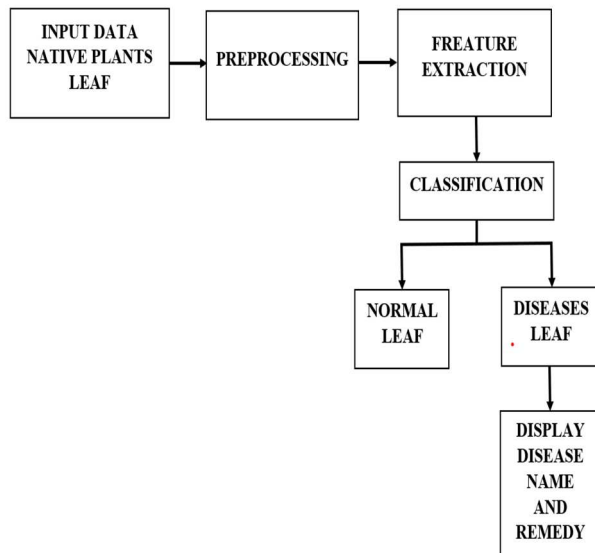 INPUT DATA
NATIVE PLANTS
LEAF
PREPROCESSING
FREATURE
EXTRACTION
CLASSIFICATION
NORMAL
LEAF
DISEASES
LEAF
DISPLAY
DISEASE
NAME
AND
REMEDY